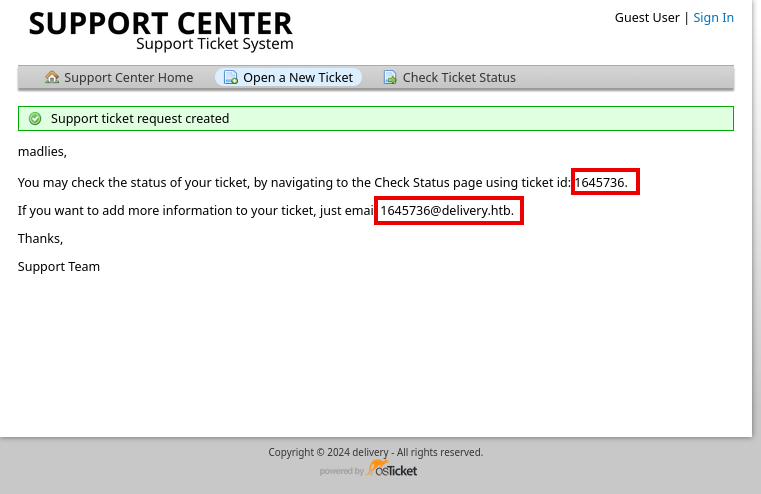 SUPPORT CENTER
Support Ticket System
Guest User | Sign In
Support Center Home
Open a New Ticket
Check Ticket Status
Support ticket request created
madlies,
You may check the status of your ticket, by navigating to the Check Status page using ticket id: 1645736.
If you want to add more information to your ticket, just emai 1645736@delivery.htb.
Thanks,
Support Team
Copyright © 2024 delivery - All rights reserved.
powered by osTicket